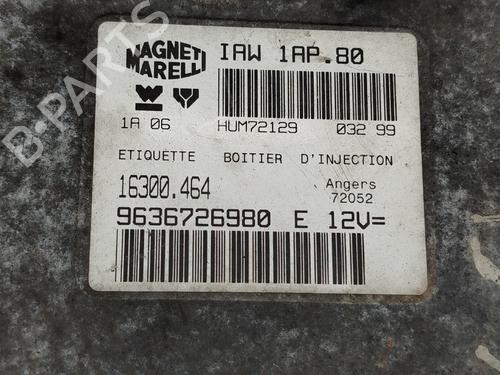 MAGNETI MARELLI
IAW 1AP.80
1A 06 HUM72129 032 99
ETIQUETTE BOITIER D'INJECTION
16300.464
Angers
72052
9636726980 E 12V=
B-PARTS